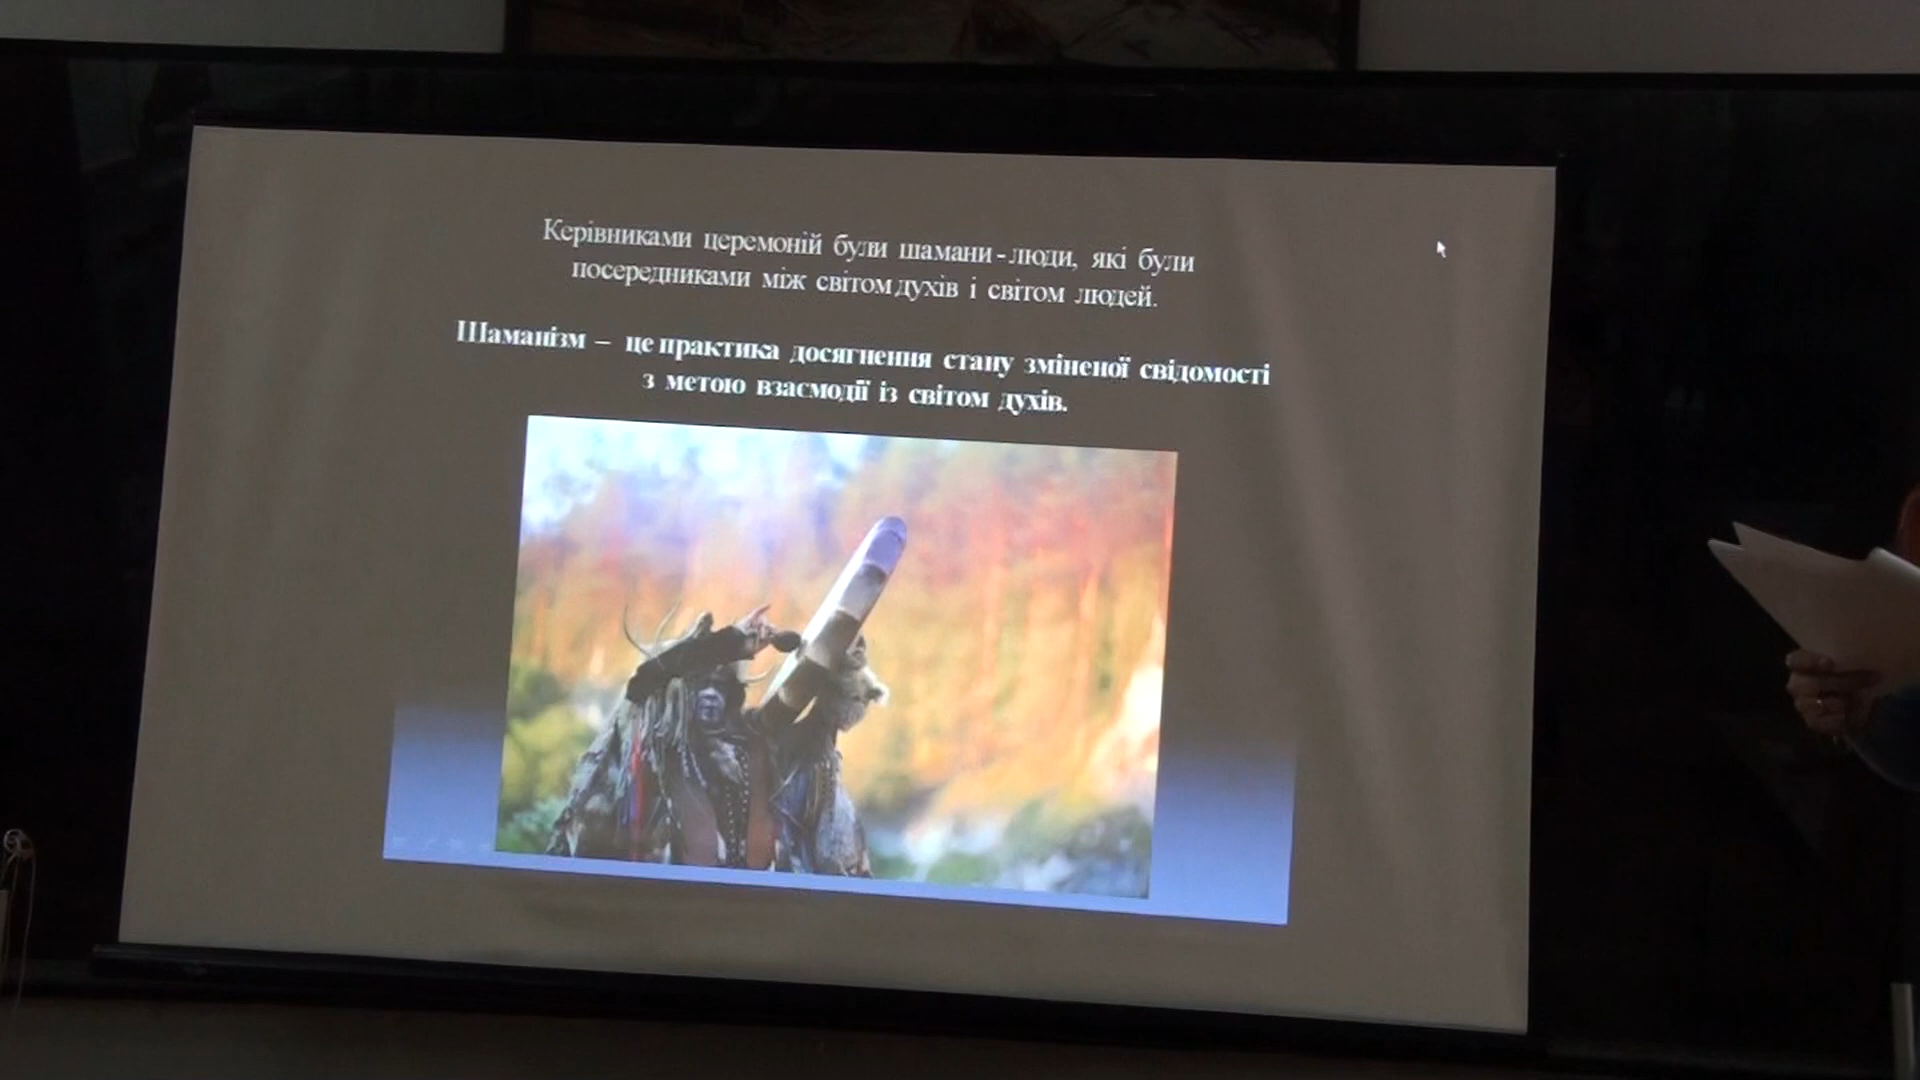 Керівниками церемоній були шамани - люди, які були
посередниками між світом духів і світом людей.
Шаманізм – це практика досягнення стану зміненої свідомості
з метою взаємодії із світом духів.